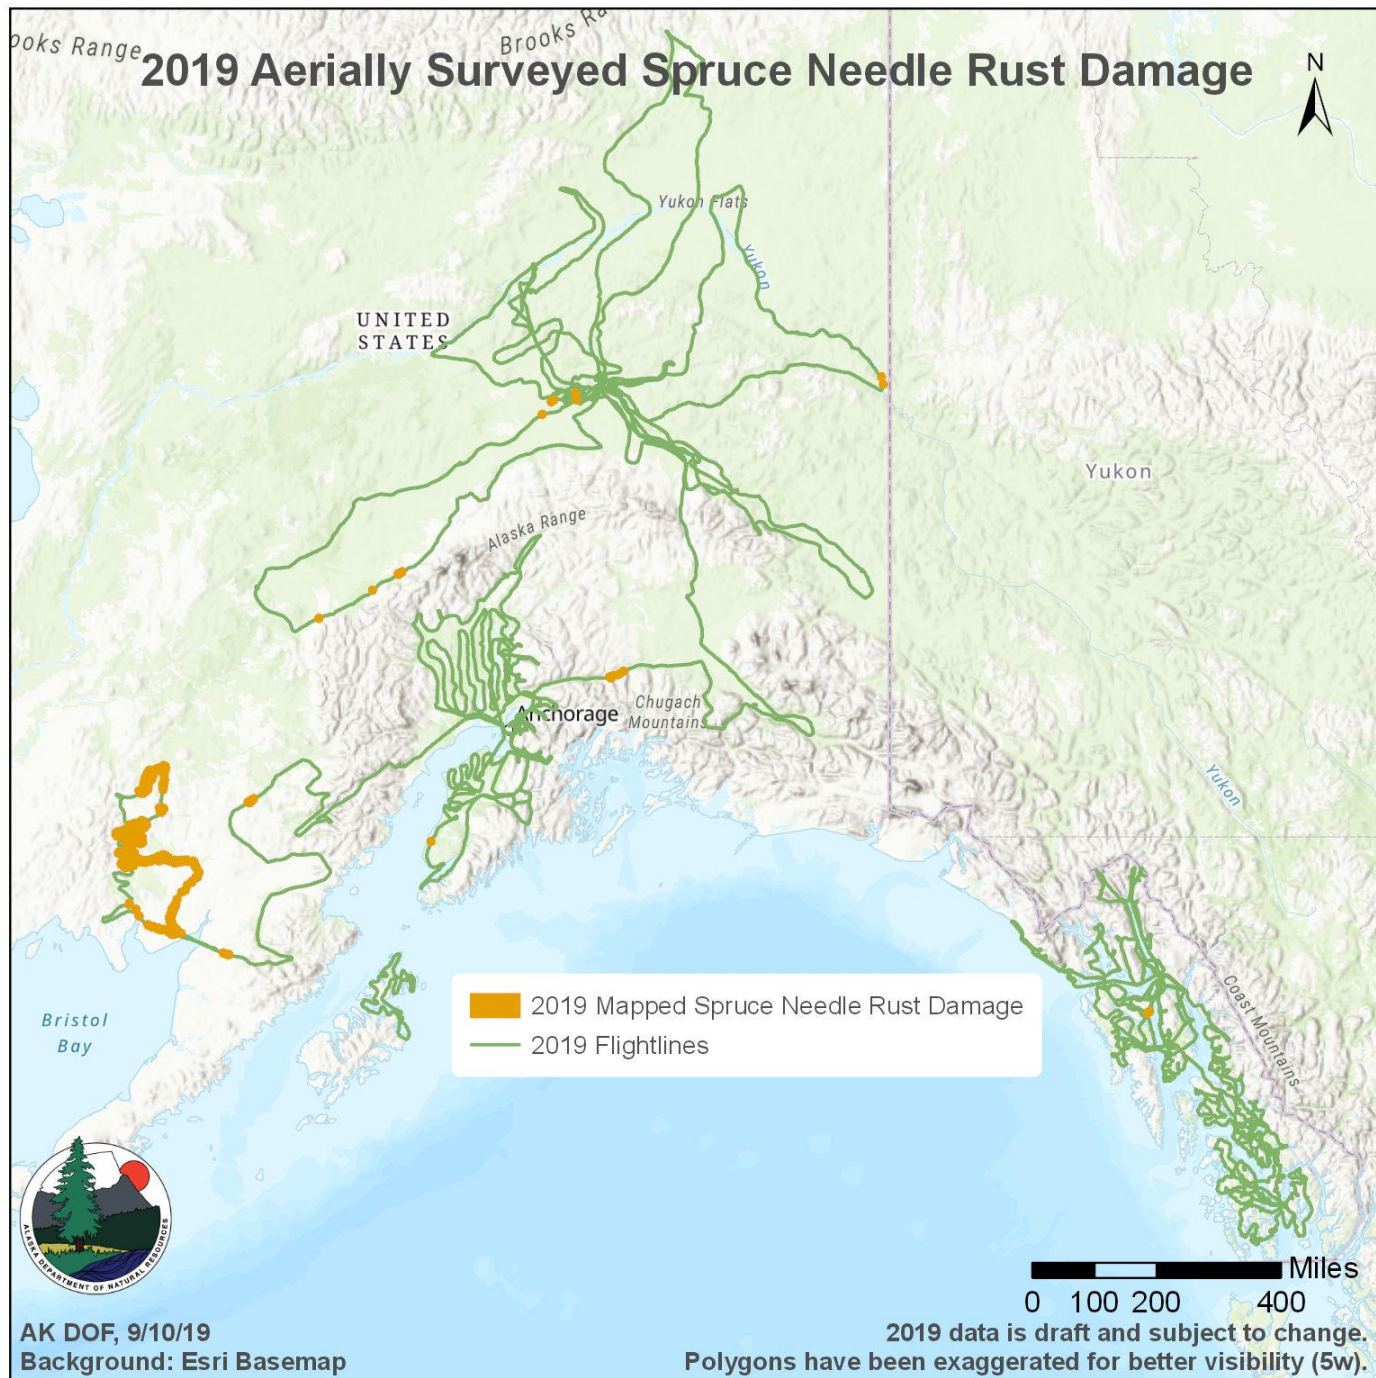 ooks Range
Brooks Ra
2019 Aerially Surveyed Spruce Needle Rust Damage
N
Yukon Flats
Yukon
UNITED
STATES
Yukon
Alaska Range
Anchorage
Chugach
Mountains
Yukon
Coast Mountains
Bristol
Bay
2019 Mapped Spruce Needle Rust Damage
2019 Flightlines
ALASKA DEPARTMENT OF NATURAL RESOURCES
Miles
0 100 200 400
AK DOF, 9/10/19
Background: Esri Basemap
2019 data is draft and subject to change.
Polygons have been exaggerated for better visibility (5w).